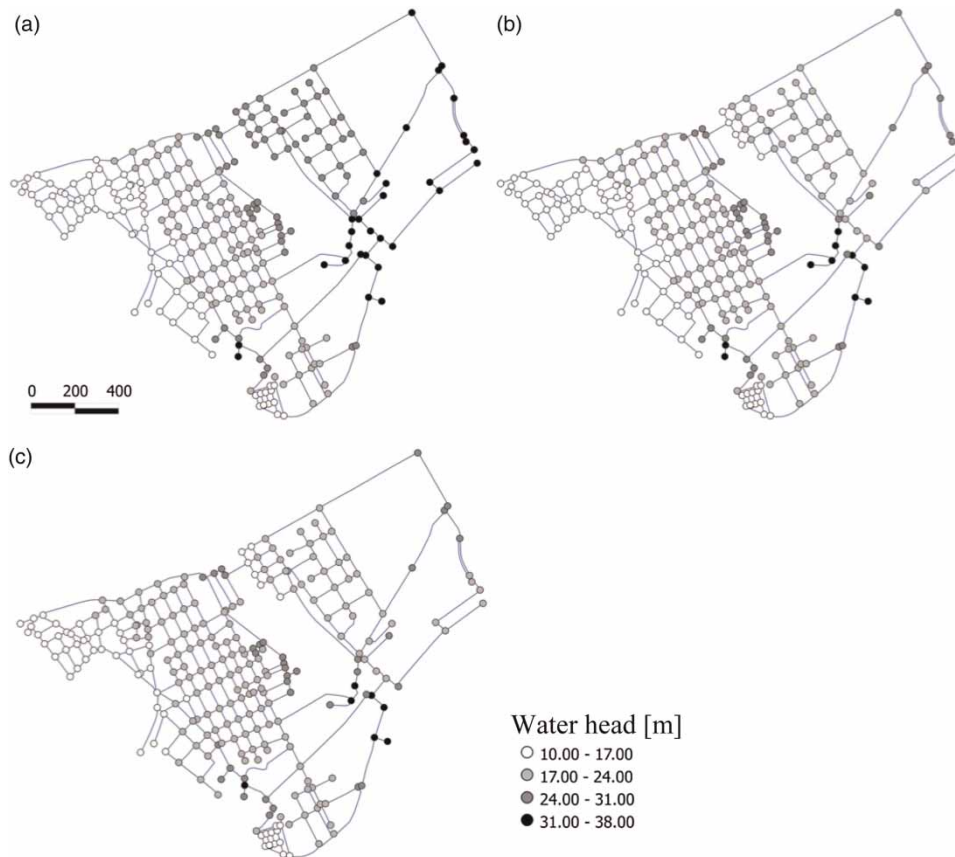 (a)
(b)
0 200 400
(c)
Water head [m]
10.00 - 17.00
17.00 - 24.00
24.00 - 31.00
31.00 - 38.00